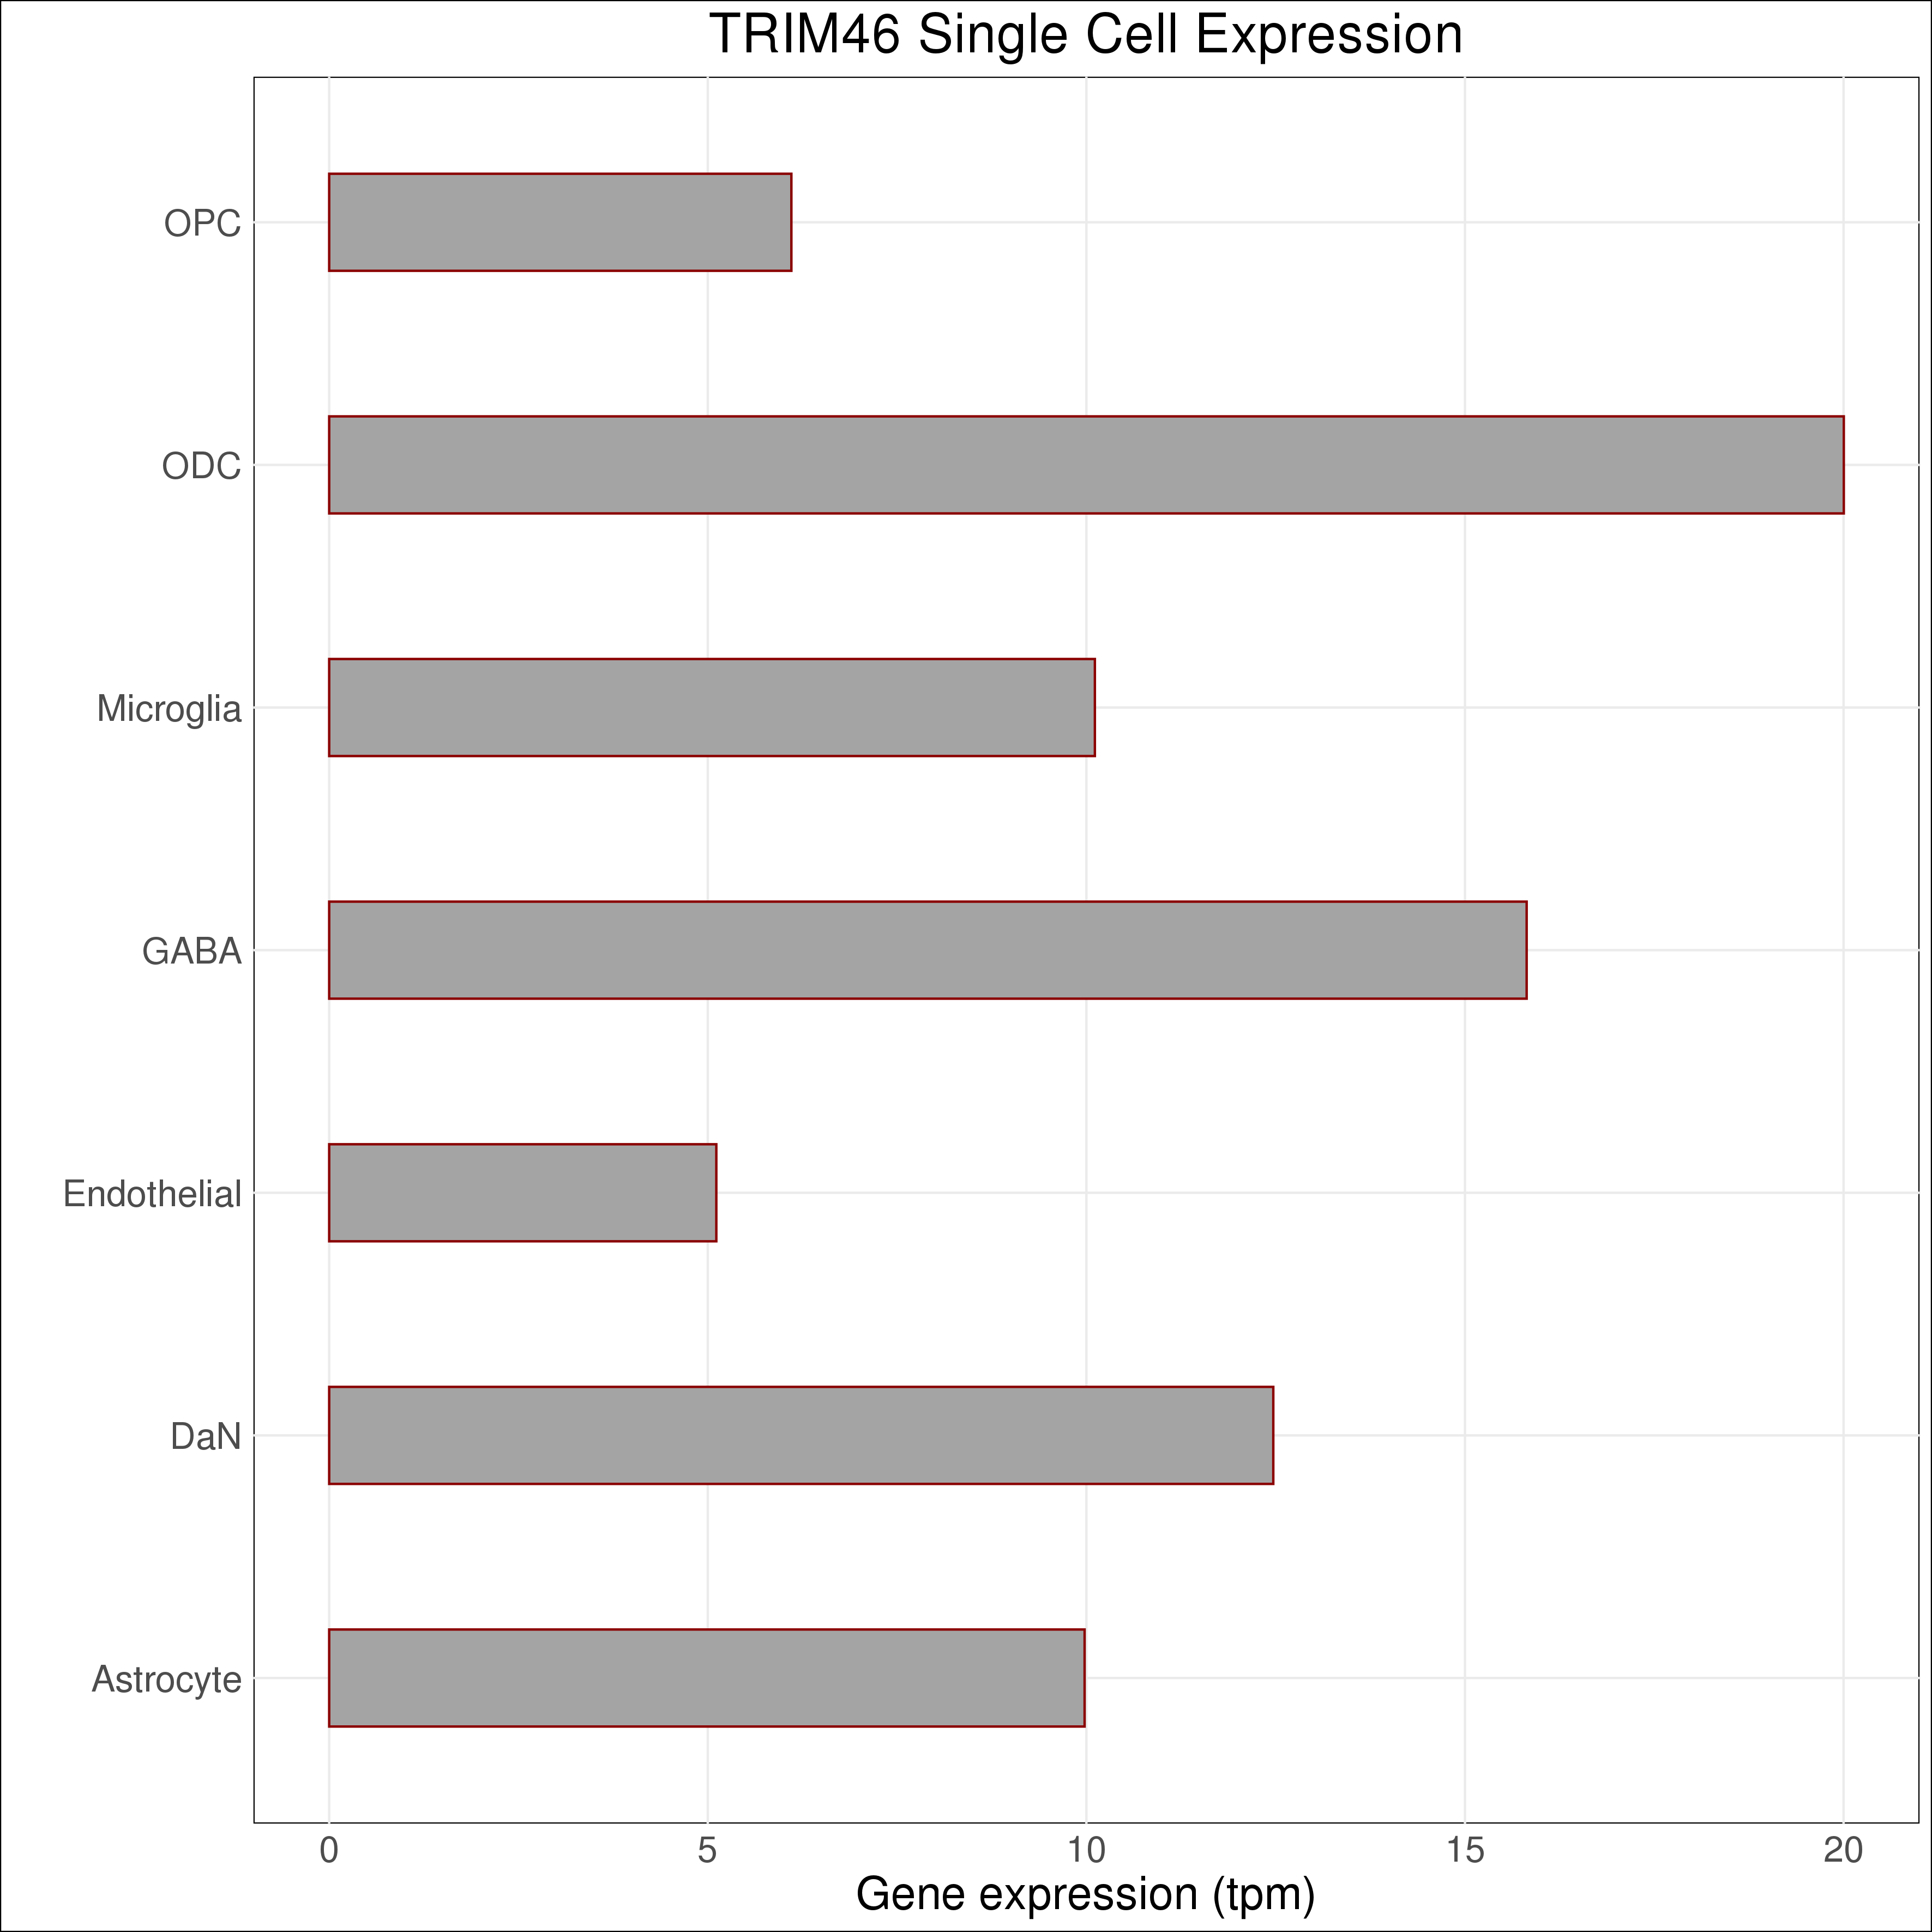 TRIM46 Single Cell Expression
OPC
ODC
Microglia
GABA
Endothelial
DaN
Astrocyte
0 5 10 15 20
Gene expression (tpm)